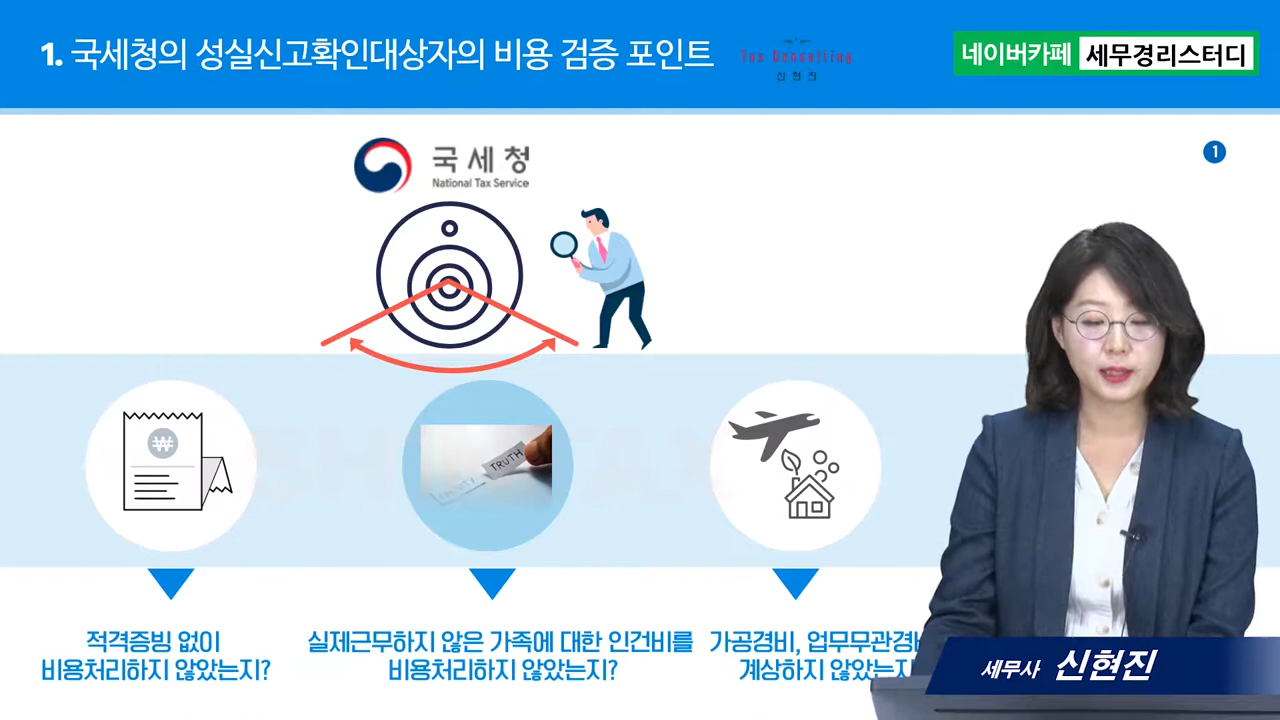 1. 국세청의 성실신고확인대상자의 비용 검증 포인트
Tax Consulting
신 현 진
네이버카페 세무경리스터디
1
국세청
National Tax Service
₩
TRUTH
적격증빙 없이
비용처리하지 않았는지?
실제근무하지 않은 가족에 대한 인건비를
비용처리하지 않았는지?
가공경비, 업무무관경비
계상하지 않았는지
세무사 신현진